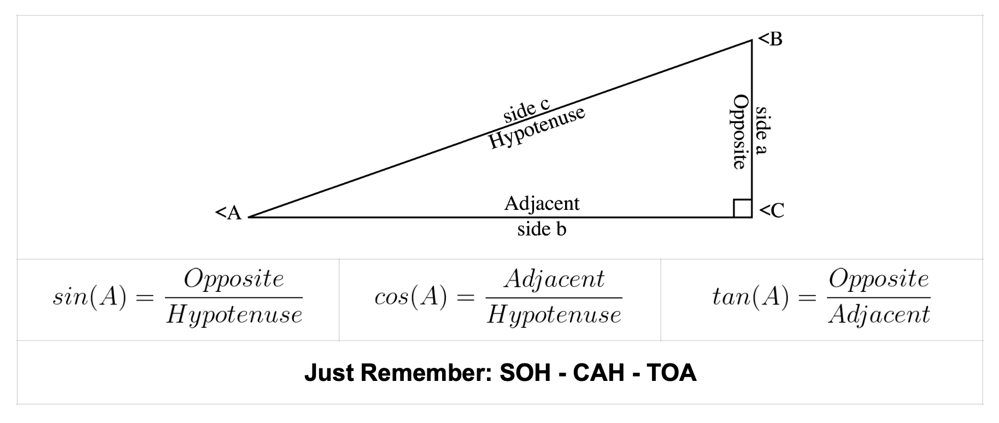 <B
side c
Hypotenuse
Opposite
side a
<A
Adjacent
<C
side b
sin(A) = Opposite / Hypotenuse
cos(A) = Adjacent / Hypotenuse
tan(A) = Opposite / Adjacent
Just Remember: SOH - CAH - TOA